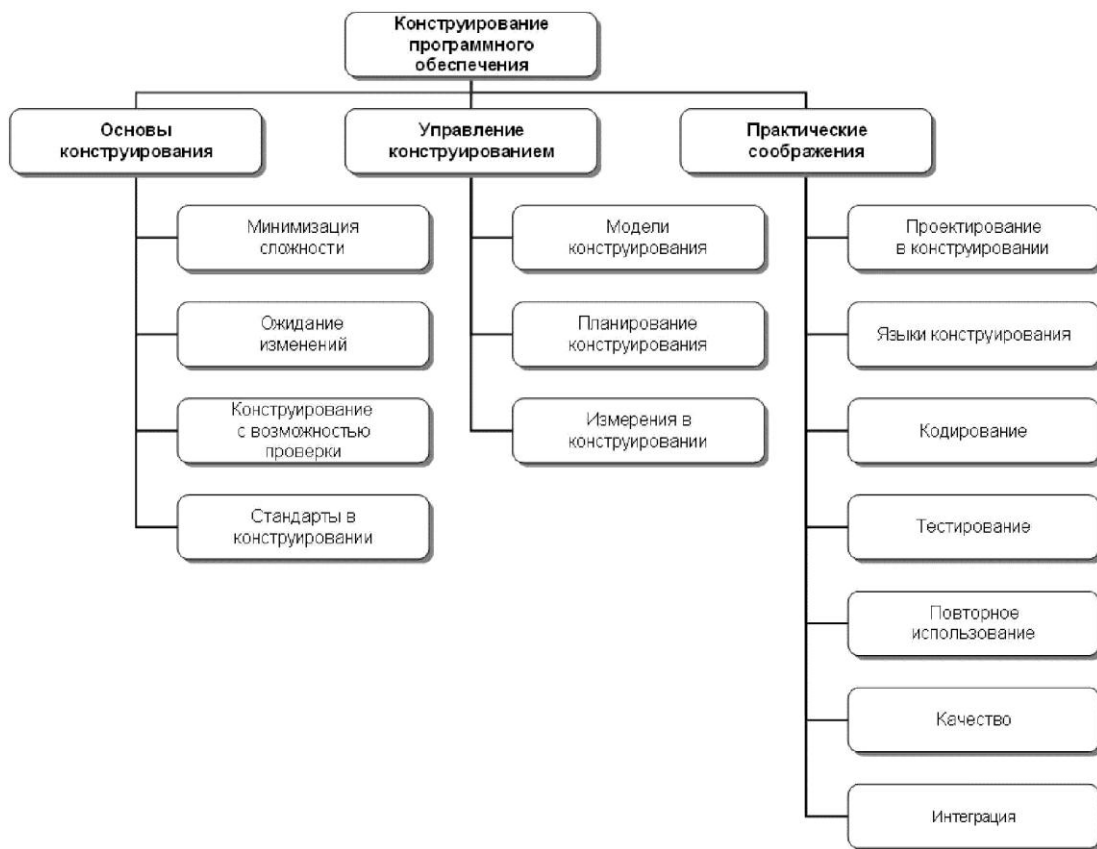 Конструирование
программного
обеспечения
Основы
конструирования
Управление
конструированием
Практические
соображения
Минимизация
сложности
Ожидание
изменений
Конструирование
с возможностью
проверки
Стандарты в
конструировании
Модели
конструирования
Планирование
конструирования
Измерения в
конструировании
Проектирование
в конструировании
Языки конструирования
Кодирование
Тестирование
Повторное
использование
Качество
Интеграция